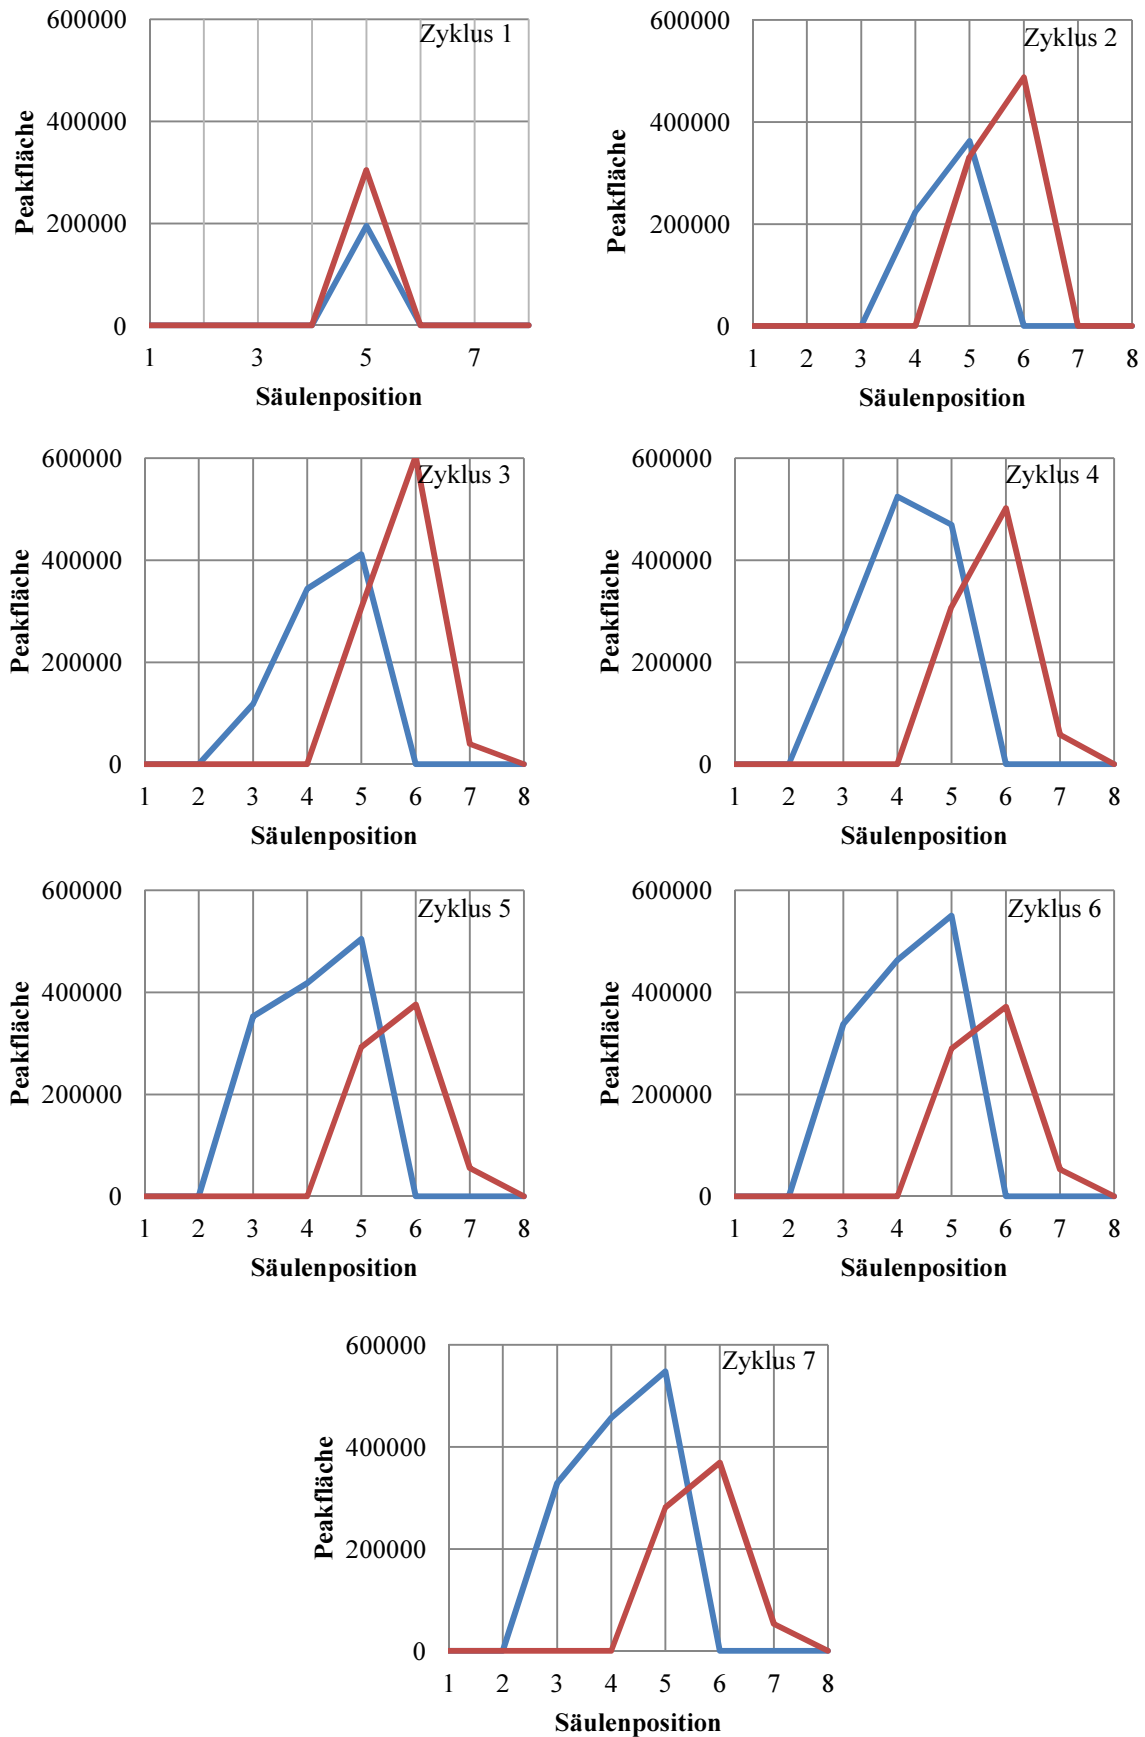 Zyklus 1
600000
400000
200000
0
Peakfläche
1 3 5 7
Säulenposition
Zyklus 2
600000
400000
200000
0
Peakfläche
1 2 3 4 5 6 7 8
Säulenposition
Zyklus 3
600000
400000
200000
0
Peakfläche
1 2 3 4 5 6 7 8
Säulenposition
Zyklus 4
600000
400000
200000
0
Peakfläche
1 2 3 4 5 6 7 8
Säulenposition
Zyklus 5
600000
400000
200000
0
Peakfläche
1 2 3 4 5 6 7 8
Säulenposition
Zyklus 6
600000
400000
200000
0
Peakfläche
1 2 3 4 5 6 7 8
Säulenposition
Zyklus 7
600000
400000
200000
0
Peakfläche
1 2 3 4 5 6 7 8
Säulenposition